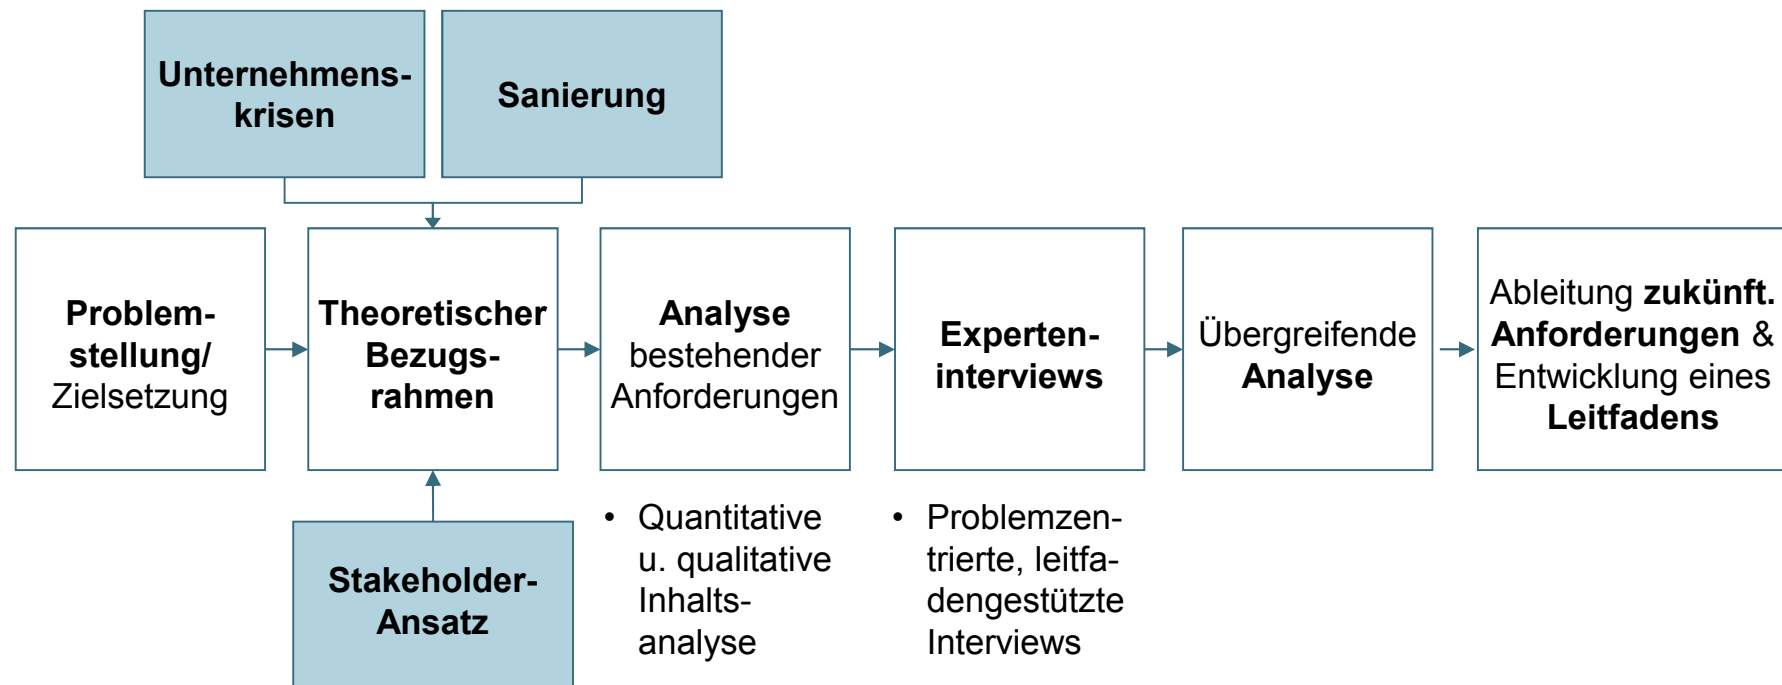 Unternehmens-
krisen
Sanierung
Problem-
stellung/
Zielsetzung
Theoretischer
Bezugs-
rahmen
Analyse
bestehender
Anforderungen
Experten-
interviews
Übergreifende
Analyse
Ableitung zukünft.
Anforderungen &
Entwicklung eines
Leitfadens
Stakeholder-
Ansatz
• Quantitative
u. qualitative
Inhalts-
analyse
• Problemzen-
trierte, leitfa-
dengestützte
Interviews